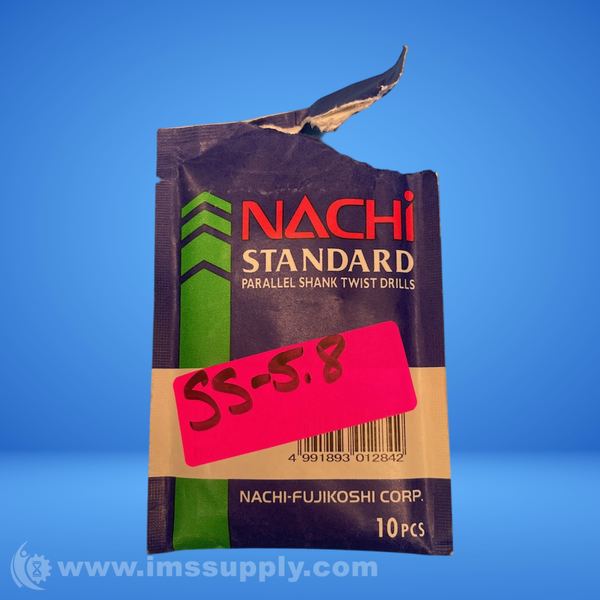 NACHi
STANDARD
PARALLEL SHANK TWIST DRILLS
SS-5.8
4 991893 012842
NACHI-FUJIKOSHI CORP.
10PCS
www.imssupply.com